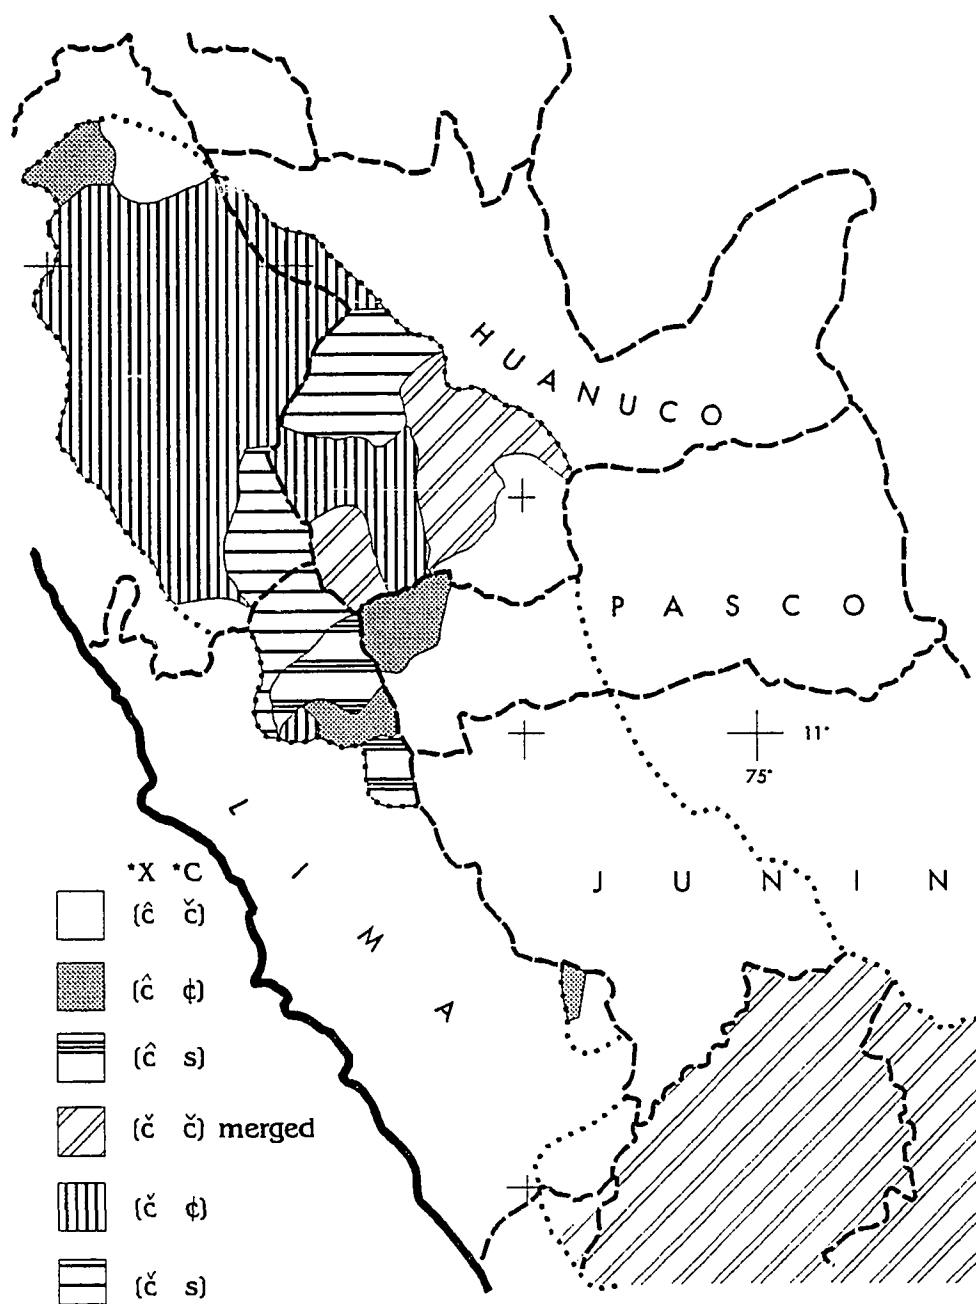 HUANUCO
PASCO
11°
75°
LIMA
JUNIN
*X *C
[ĉ č]
[ĉ ¢]
[ĉ s]
[č č] merged
[č ¢]
[č s]